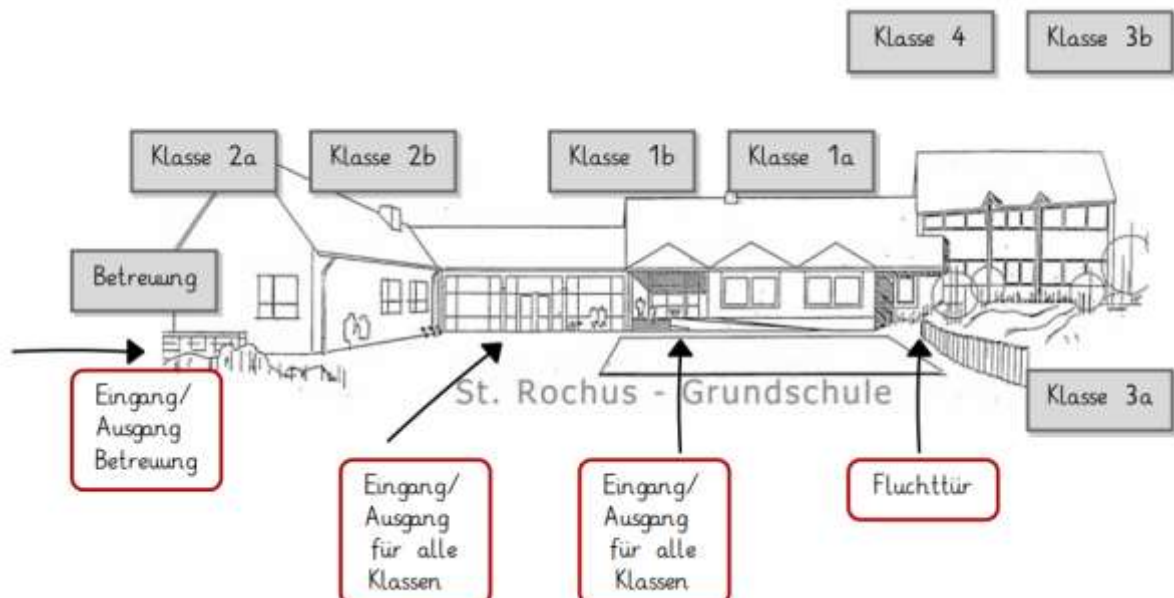 Klasse 4
Klasse 3b
Klasse 2a
Klasse 2b
Klasse 1b
Klasse 1a
Betreuung
Klasse 3a
St. Rochus - Grundschule
Eingang/
Ausgang
Betreuung
Eingang/
Ausgang
für alle
Klassen
Eingang/
Ausgang
für alle
Klassen
Fluchttür